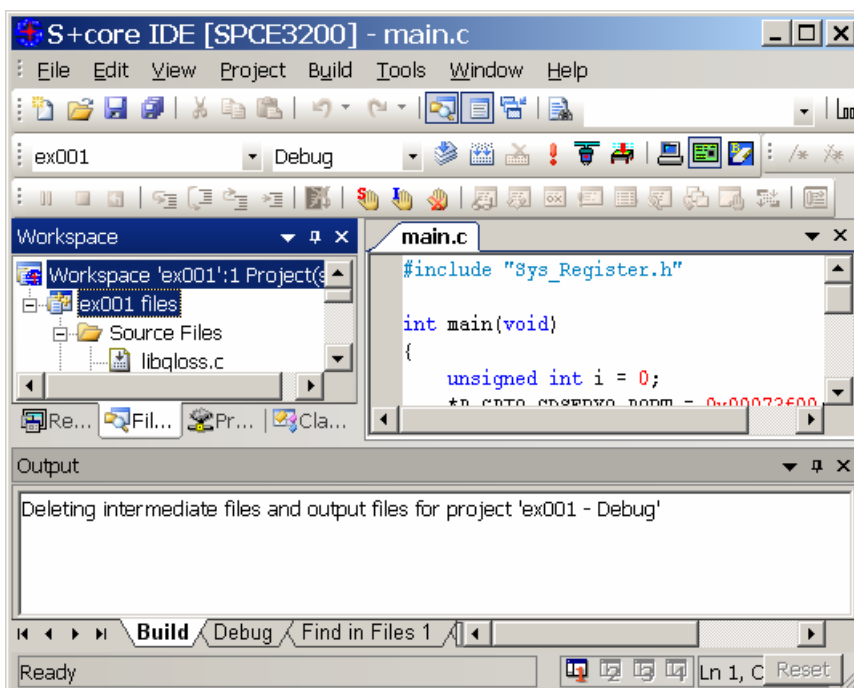 S+core IDE [SPCE3200] - main.c
File Edit View Project Build Tools Window Help
ex001 Debug
Workspace
main.c
Workspace 'ex001':1 Project(s
ex001 files
Source Files
libgloss.c
#include "Sys_Register.h"
int main(void)
{
unsigned int i = 0;
Re... Fil... Pr... Cla...
Output
Deleting intermediate files and output files for project 'ex001 - Debug'
Build Debug Find in Files 1
Ready Ln 1, C Reset